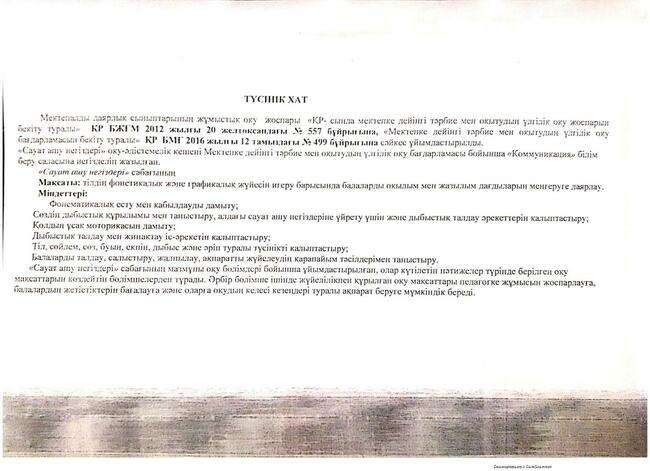 ТҮСІНІК ХАТ
Мектепалды даярлық сыныптарының жұмыстық оқу жоспары «ҚР- сында мектепке дейінгі тәрбие мен оқытудың үлгілік оқу жоспарын
бекіту туралы» ҚР БЖҒМ 2012 жылғы 20 желтоқсандағы № 557 бұйрығына, «Мектепке дейінгі тәрбие мен оқытудың үлгілік оқу
бағдарламасын бекіту туралы» ҚР БМҒ 2016 жылғы 12 тамыздағы № 499 бұйрығына сәйкес ұйымдастырылды.
«Сауат ашу негіздері» оқу-әдістемелік кешені Мектепке дейінгі тәрбие мен оқытудың үлгілік оқу бағдарламасы бойынша «Коммуникация» білім
беру саласына негізделіп жазылған.
«Сауат ашу негіздері» сабағының
Мақсаты: тілдің фонетикалық және графикалық жүйесін игеру барысында балаларды оқылым мен жазылым дағдыларын меңгеруге даярлау.
Міндеттері:
Фонематикалық есту мен қабылдауды дамыту;
Сөздің дыбыстық құрылымы мен таныстыру, алдағы сауат ашу негіздеріне үйрету үшін және дыбыстық талдау әрекеттерін қалыптастыру;
Қолдың ұсақ моторикасын дамыту;
Дыбыстық талдау мен жинақтау іс-әрекетін қалыптастыру;
Тіл, сөйлем, сөз, буын, екпін, дыбыс және әріп туралы түсінікті қалыптастыру;
Балаларды талдау, салыстыру, жалпылау, ақпаратты жүйелеудің қарапайым тәсілдерімен таныстыру.
«Сауат ашу негіздері» сабағының мазмұны оқу бөлімдері бойынша ұйымдастырылған, олар күтілетін нәтижелер түрінде берілген оқу
мақсаттарын көздейтін бөлімшелерден тұрады. Әрбір бөлімше ішінде жүйелілікпен құрылған оқу мақсаттары педагогке жұмысын жоспарлауға,
балалардың жетістіктерін бағалауға және оларға оқудың келесі кезеңдері туралы ақпарат беруге мүмкіндік береді.